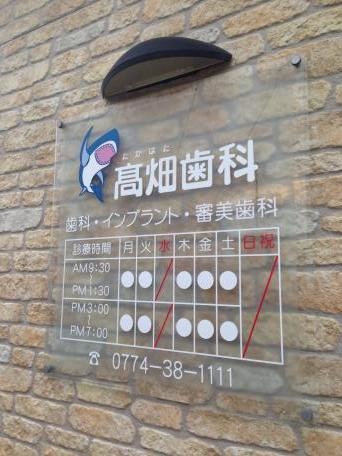 たかはた
高畑歯科
歯科・インプラント・審美歯科
診療時間 月 火 水 木 金 土 日祝
AM9:30 ~ PM1:30 ● ● / ● ● ● /
PM3:00 ~ PM7:00 ● ● / ● ● ●
☎ 0774-38-1111